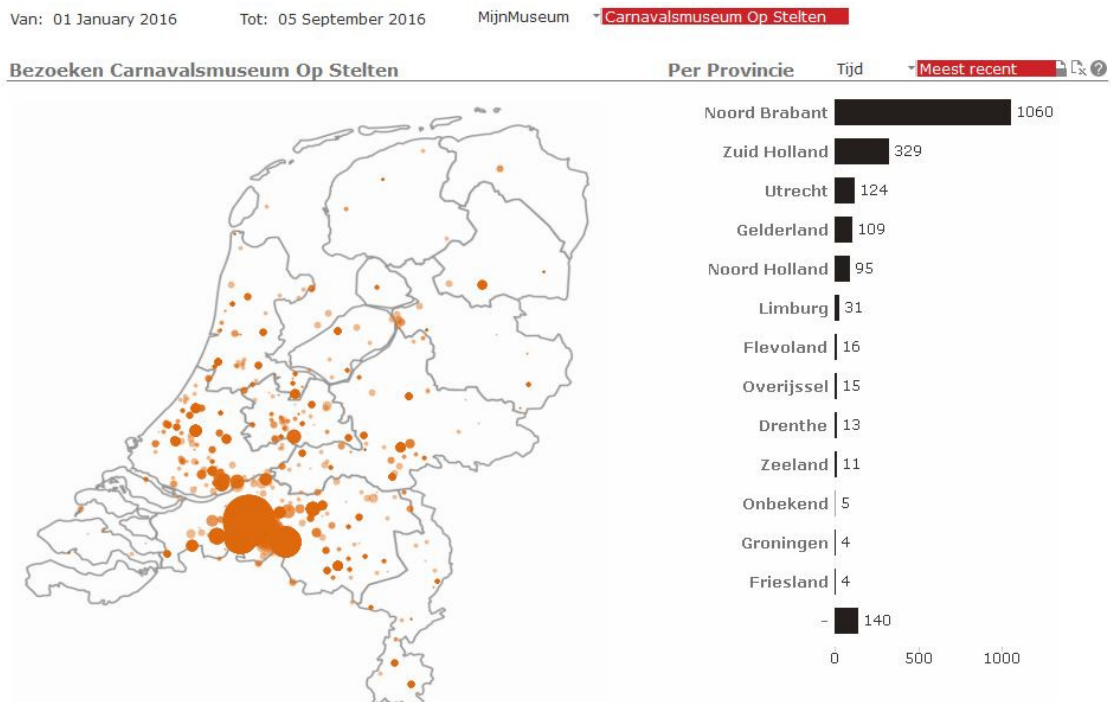 Van: 01 January 2016 Tot: 05 September 2016 MijnMuseum Carnavalsmuseum Op Stelten
Bezoeken Carnavalsmuseum Op Stelten Per Provincie Tijd Meest recent
Noord Brabant 1060
Zuid Holland 329
Utrecht 124
Gelderland 109
Noord Holland 95
Limburg 31
Flevoland 16
Overijssel 15
Drenthe 13
Zeeland 11
Onbekend 5
Groningen 4
Friesland 4
- 140
0 500 1000